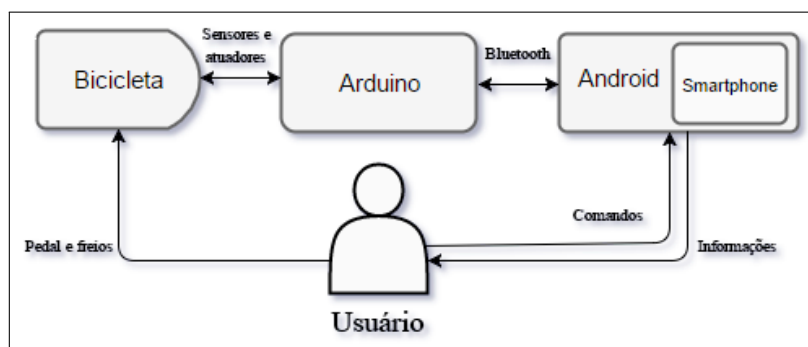 Sensores e
atuadores
Bicicleta
Arduino
Bluetooth
Android
Smartphone
Comandos
Pedal e freios
Informações
Usuário